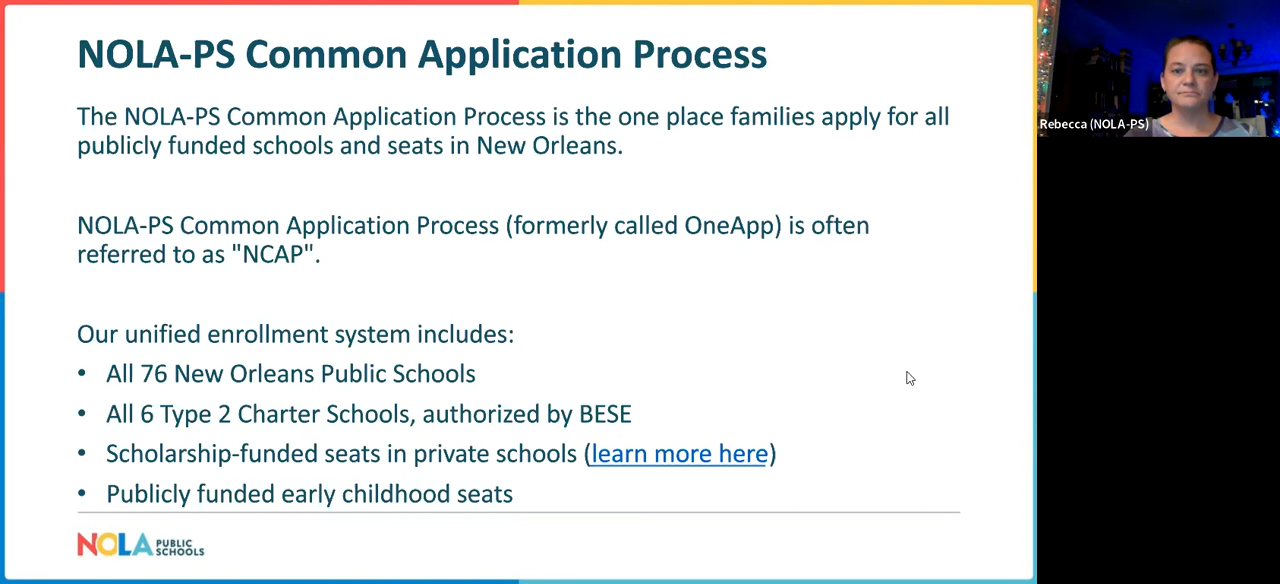 NOLA-PS Common Application Process
The NOLA-PS Common Application Process is the one place families apply for all
publicly funded schools and seats in New Orleans.
NOLA-PS Common Application Process (formerly called OneApp) is often
referred to as "NCAP".
Our unified enrollment system includes:
• All 76 New Orleans Public Schools
• All 6 Type 2 Charter Schools, authorized by BESE
• Scholarship-funded seats in private schools (learn more here)
• Publicly funded early childhood seats
NOLA PUBLIC
SCHOOLS
Rebecca (NOLA-PS)